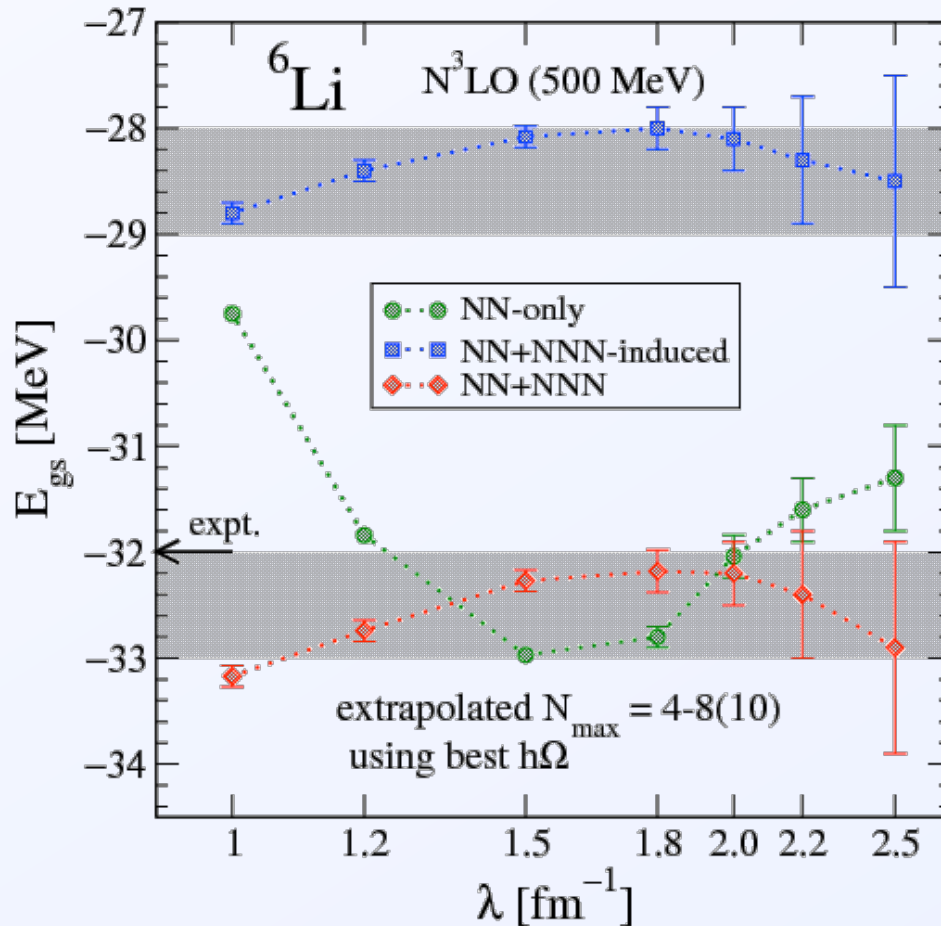 ⁶Li N³LO (500 MeV)
−27
−28
−29
−30
−31
−32
−33
−34
E_gs [MeV]
NN-only
NN+NNN-induced
NN+NNN
expt.
extrapolated N_max = 4-8(10)
using best hΩ
1 1.2 1.5 1.8 2.0 2.2 2.5
λ [fm⁻¹]